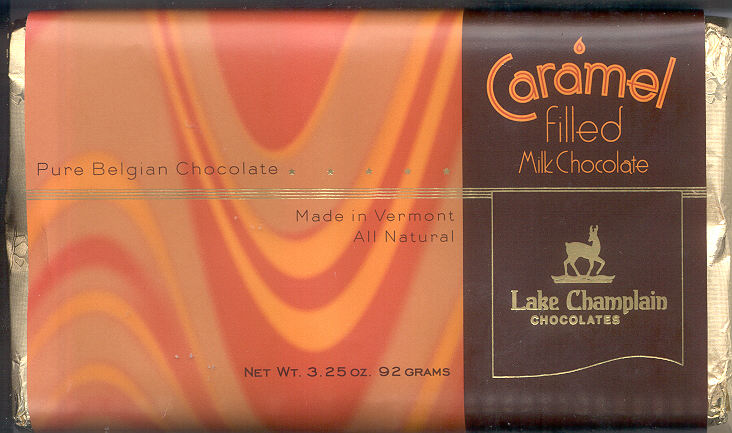 Caramel
filled
Milk Chocolate
Pure Belgian Chocolate
Made in Vermont
All Natural
Lake Champlain
CHOCOLATES
NET WT. 3.25 OZ. 92 GRAMS